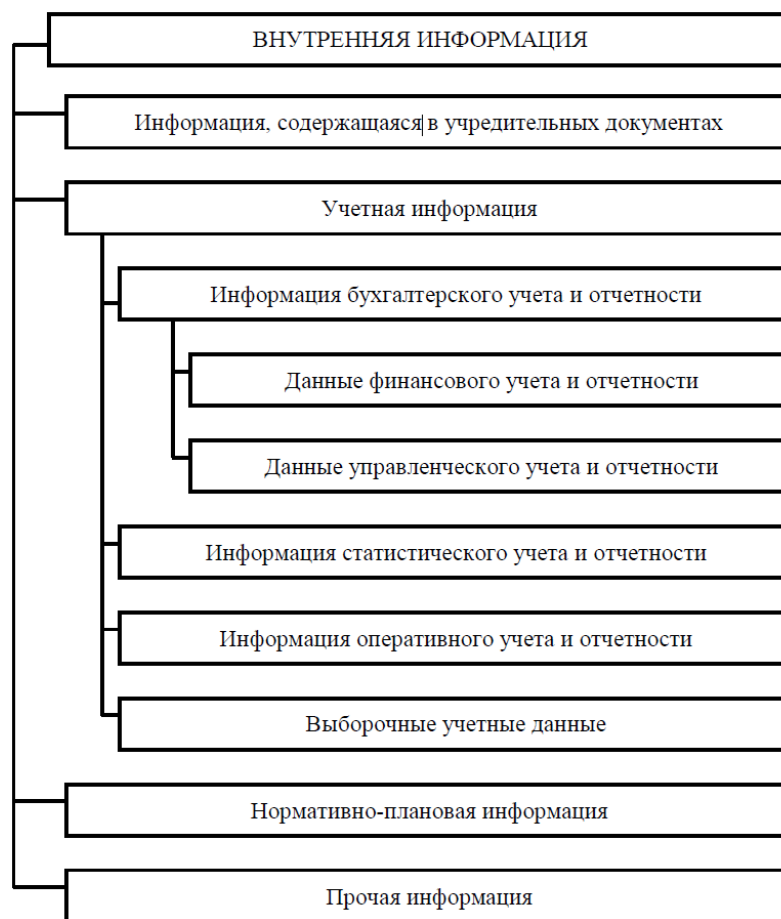 ВНУТРЕННЯЯ ИНФОРМАЦИЯ
Информация, содержащаяся в учредительных документах
Учетная информация
Информация бухгалтерского учета и отчетности
Данные финансового учета и отчетности
Данные управленческого учета и отчетности
Информация статистического учета и отчетности
Информация оперативного учета и отчетности
Выборочные учетные данные
Нормативно-плановая информация
Прочая информация